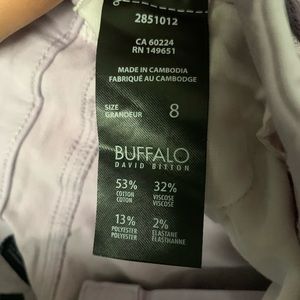 2851012
CA 60224
RN 149651
MADE IN CAMBODIA
FABRIQUÉ AU CAMBODGE
SIZE
GRANDEUR
8
BUFFALO
DAVID BITTON
53% 32%
COTTON VISCOSE
COTON VISCOSE
13% 2%
POLYESTER ELASTANE
POLYESTER ELASTHANNE